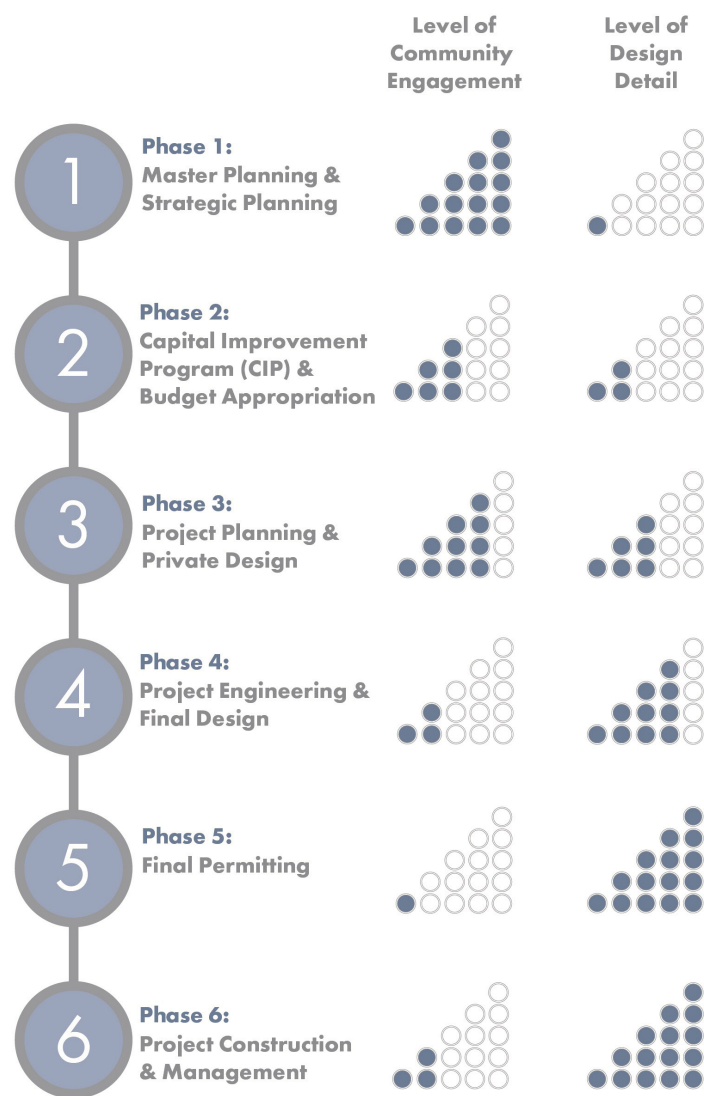 Level of
Community
Engagement
Level of
Design
Detail
1
Phase 1:
Master Planning &
Strategic Planning
2
Phase 2:
Capital Improvement
Program (CIP) &
Budget Appropriation
3
Phase 3:
Project Planning &
Private Design
4
Phase 4:
Project Engineering &
Final Design
5
Phase 5:
Final Permitting
6
Phase 6:
Project Construction
& Management